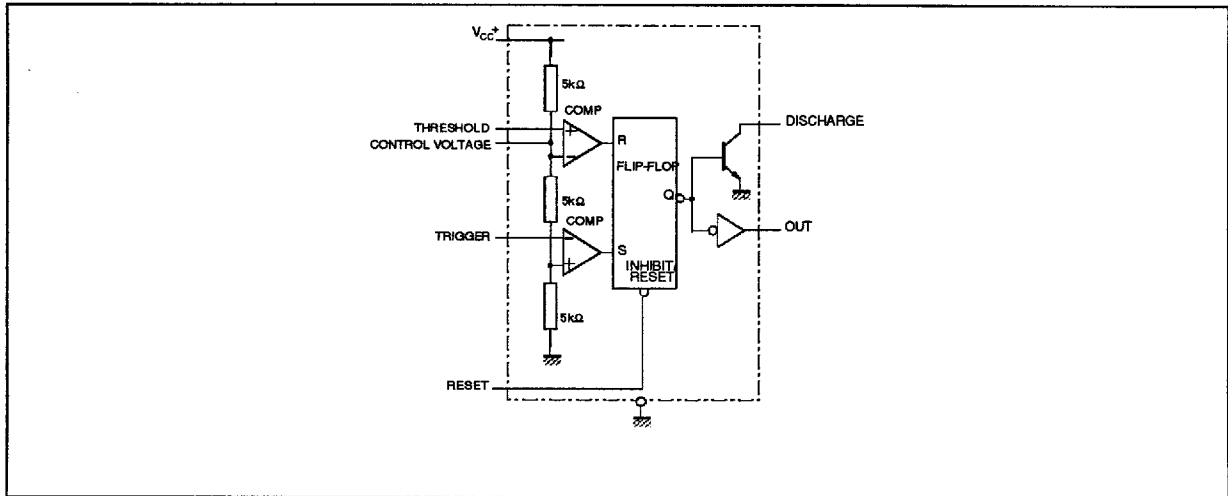 VCC+
5kΩ
COMP
THRESHOLD
CONTROL VOLTAGE
R
DISCHARGE
FLIP-FLOP
5kΩ
Q
COMP
TRIGGER
OUT
S
INHIBIT/
RESET
5kΩ
RESET